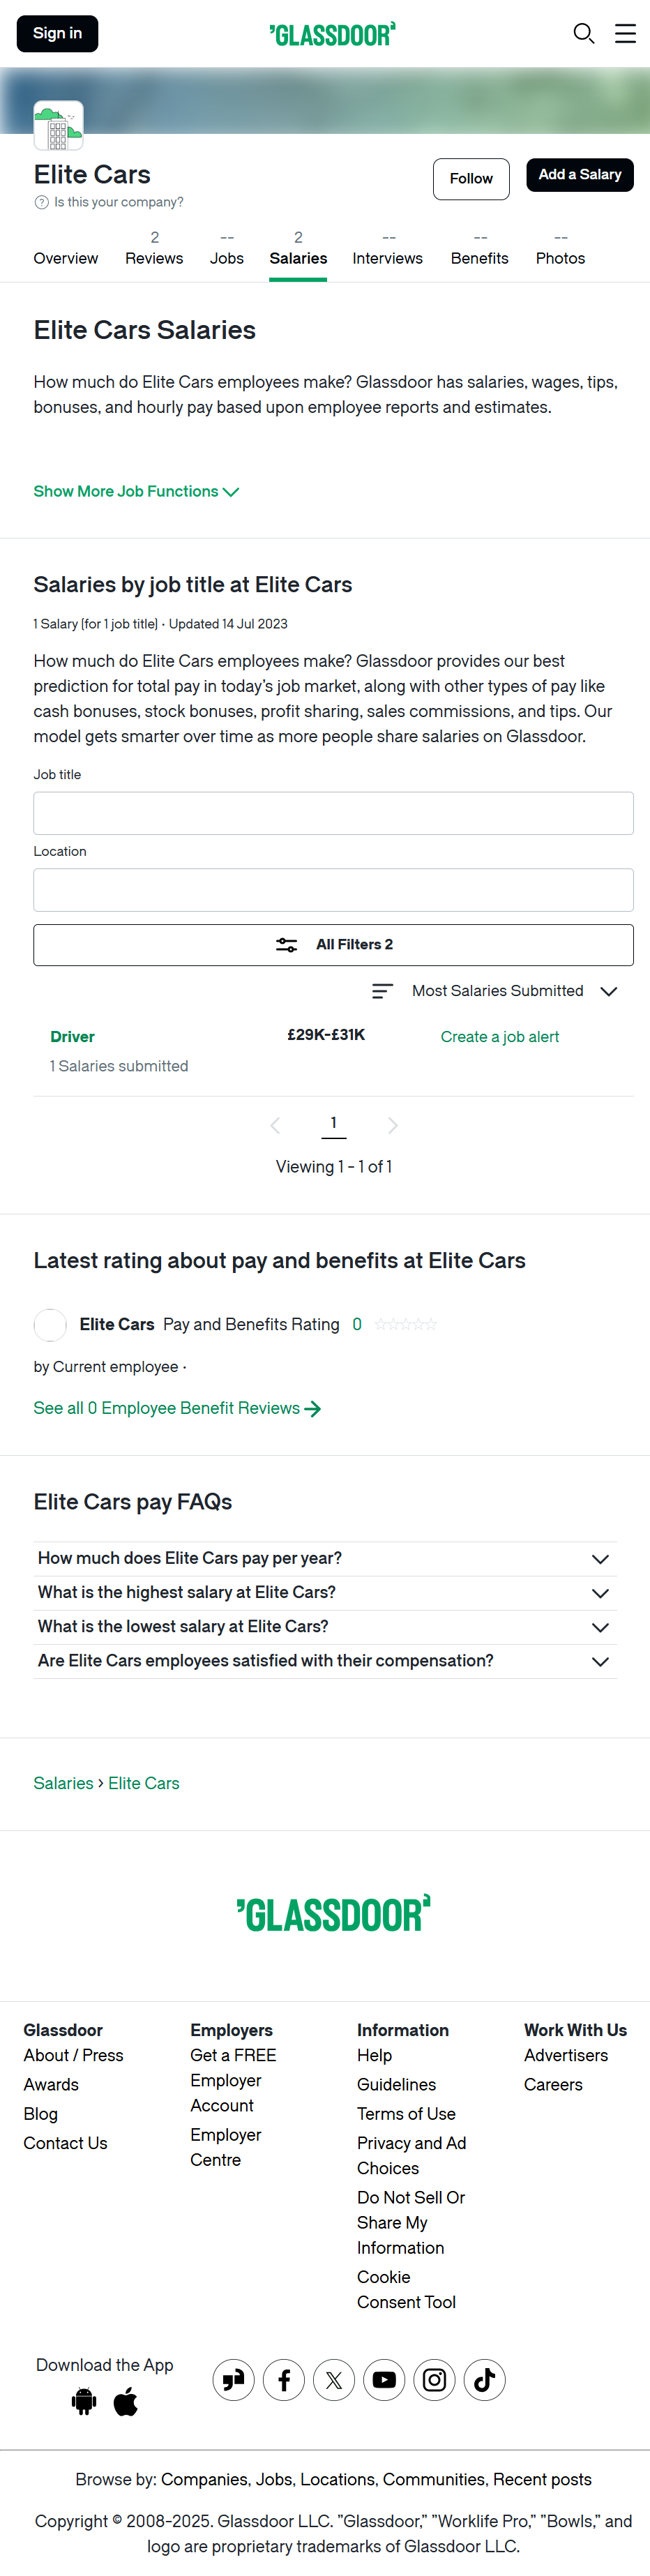 Sign in
GLASSDOOR
Elite Cars
Is this your company?
Follow
Add a Salary
Overview
2
Reviews
--
Jobs
2
Salaries
--
Interviews
--
Benefits
--
Photos
Elite Cars Salaries
How much do Elite Cars employees make? Glassdoor has salaries, wages, tips,
bonuses, and hourly pay based upon employee reports and estimates.
Show More Job Functions
Salaries by job title at Elite Cars
1 Salary (for 1 job title) • Updated 14 Jul 2023
How much do Elite Cars employees make? Glassdoor provides our best
prediction for total pay in today's job market, along with other types of pay like
cash bonuses, stock bonuses, profit sharing, sales commissions, and tips. Our
model gets smarter over time as more people share salaries on Glassdoor.
Job title
Location
All Filters 2
Most Salaries Submitted
Driver
£29K-£31K
Create a job alert
1 Salaries submitted
1
Viewing 1 - 1 of 1
Latest rating about pay and benefits at Elite Cars
Elite Cars Pay and Benefits Rating 0 ☆☆☆☆☆
by Current employee •
See all 0 Employee Benefit Reviews
Elite Cars pay FAQs
How much does Elite Cars pay per year?
What is the highest salary at Elite Cars?
What is the lowest salary at Elite Cars?
Are Elite Cars employees satisfied with their compensation?
Salaries › Elite Cars
GLASSDOOR
Glassdoor
About / Press
Awards
Blog
Contact Us
Employers
Get a FREE
Employer
Account
Employer
Centre
Information
Help
Guidelines
Terms of Use
Privacy and Ad
Choices
Do Not Sell Or
Share My
Information
Cookie
Consent Tool
Work With Us
Advertisers
Careers
Download the App
Browse by: Companies, Jobs, Locations, Communities, Recent posts
Copyright © 2008-2025. Glassdoor LLC. "Glassdoor," "Worklife Pro," "Bowls," and
logo are proprietary trademarks of Glassdoor LLC.